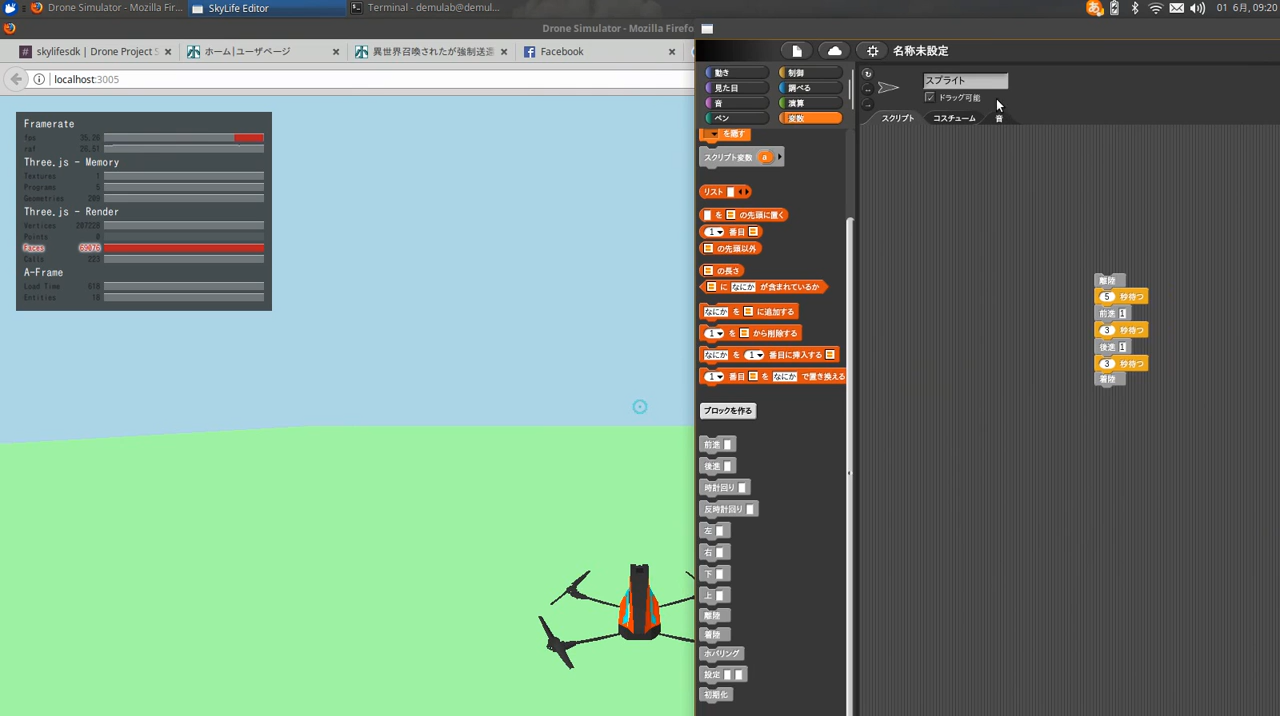 Drone Simulator - Mozilla Fir...
SkyLife Editor
Terminal - demulab@demul...
01 6月, 09:20
Drone Simulator - Mozilla Firefo
skylifesdk | Drone Project S
ホーム|ユーザページ
異世界召喚されたが強制送還
Facebook
localhost:3005
Framerate
fps 35.26
raf
Three.js - Memory
Textures 1
Programs 5
Geometries
Three.js - Render
Vertices 207228
Points 0
Faces 69076
Calls 223
A-Frame
Load Time 618
Entities 18
名称未設定
動き
制御
見た目
調べる
音
演算
ペン
変数
スプライト
ドラッグ可能
スクリプト
コスチューム
音
を隠す
スクリプト変数 a
リスト
を の先頭に置く
1 番目
の先頭以外
の長さ
に なにか が含まれているか
なにか を に追加する
1 を から削除する
なにか を 1 番目に挿入する
1 番目 を なにか で置き換える
ブロックを作る
前進
後進
時計回り
反時計回り
左
右
下
上
離陸
着陸
ホバリング
設定
初期化
離陸
5 秒待つ
前進 1
3 秒待つ
後進 1
3 秒待つ
着陸